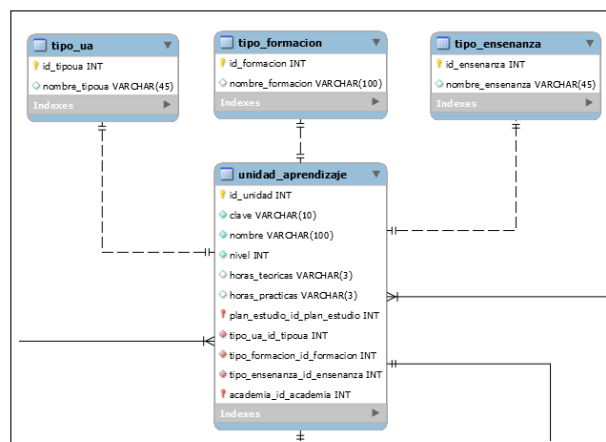 tipo_ua
id_tipoua INT
nombre_tipoua VARCHAR(45)
Indexes
tipo_formacion
id_formacion INT
nombre_formacion VARCHAR(100)
Indexes
tipo_ensenanza
id_ensenanza INT
nombre_ensenanza VARCHAR(45)
Indexes
unidad_aprendizaje
id_unidad INT
clave VARCHAR(10)
nombre VARCHAR(100)
nivel INT
horas_teoricas VARCHAR(3)
horas_practicas VARCHAR(3)
plan_estudio_id_plan_estudio INT
tipo_ua_id_tipoua INT
tipo_formacion_id_formacion INT
tipo_ensenanza_id_ensenanza INT
academia_id_academia INT
Indexes